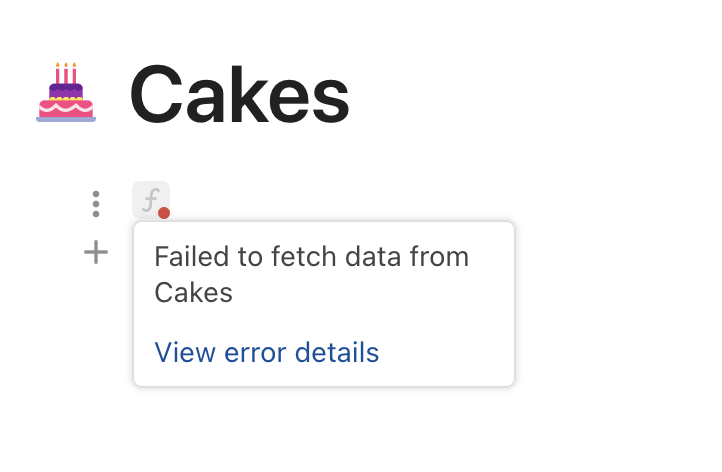 Cakes
Failed to fetch data from
Cakes
View error details